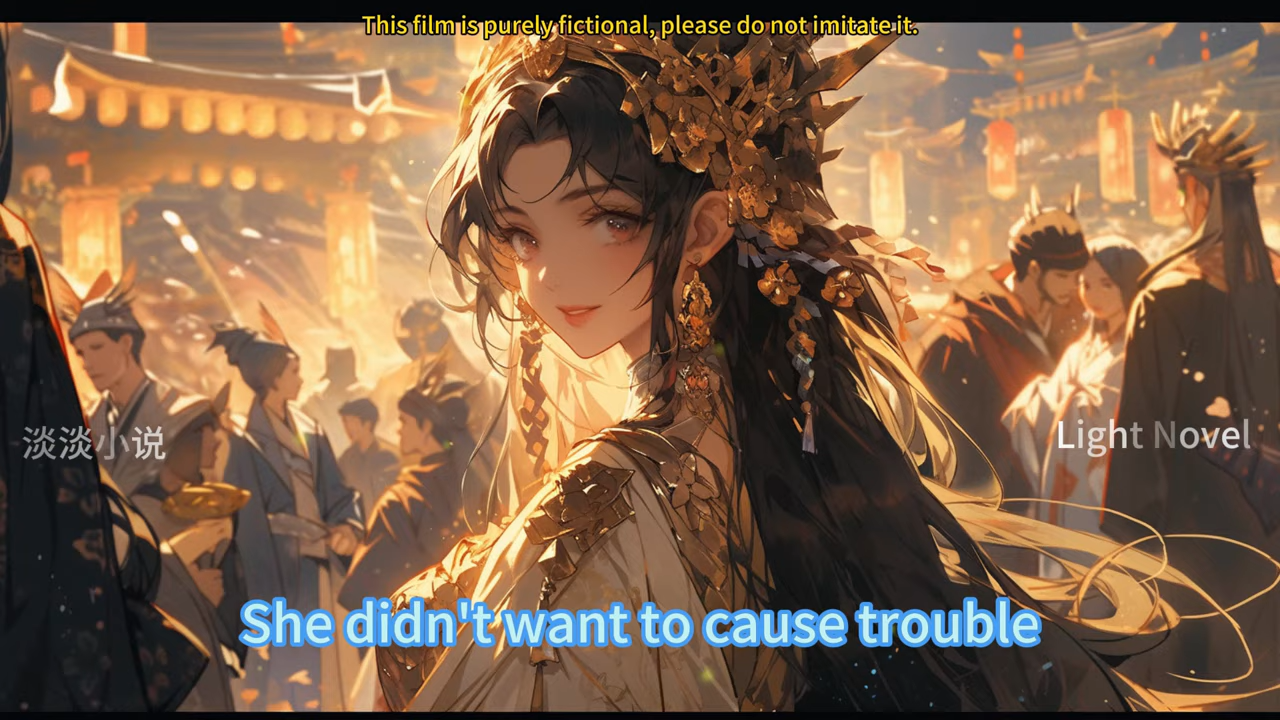 This film is purely fictional, please do not imitate it.
淡淡小说
Light Novel
She didn't want to cause trouble